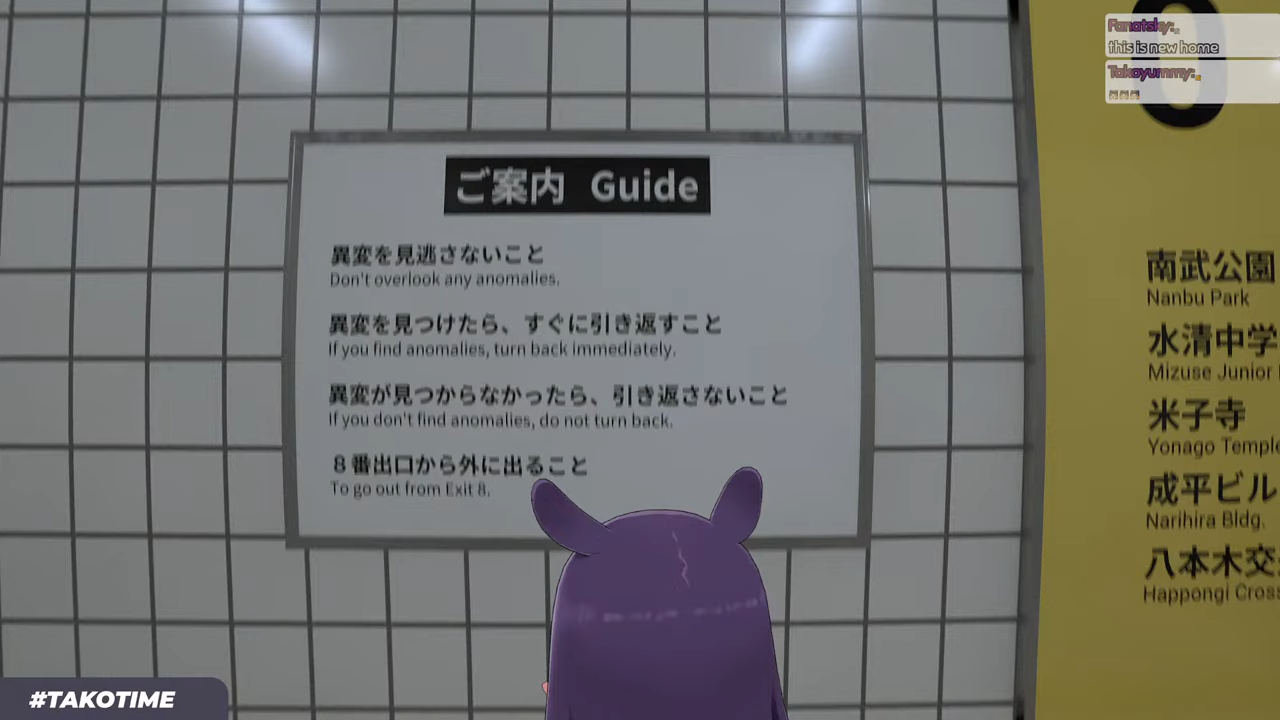 ご案内 Guide
異変を見逃さないこと
Don't overlook any anomalies.
異変を見つけたら、すぐに引き返すこと
If you find anomalies, turn back immediately.
異変が見つからなかったら、引き返さないこと
If you don't find anomalies, do not turn back.
8番出口から外に出ること
To go out from Exit 8.
Fanatsky:
this is new home
Takoyummy:
南武公園
Nanbu Park
水清中学
Mizuse Junior
米子寺
Yonago Temple
成平ビル
Narihira Bldg.
八本木交
Happongi Cross
#TAKOTIME